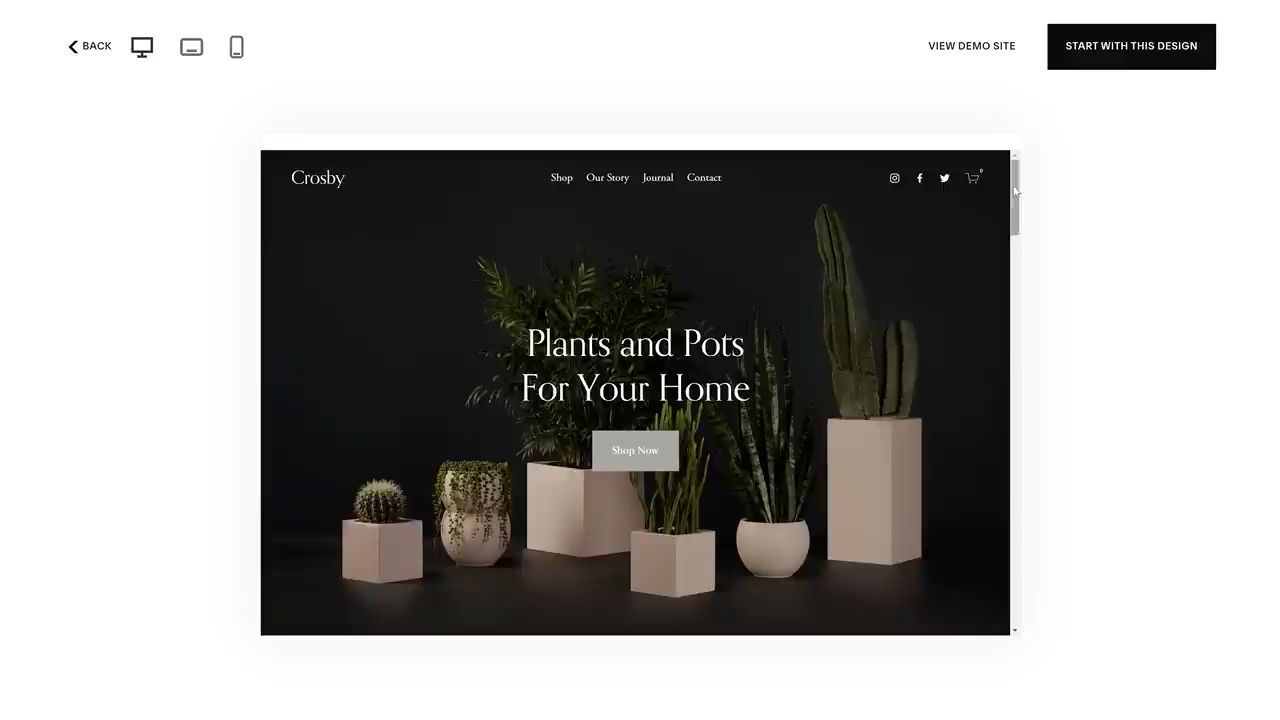 BACK
VIEW DEMO SITE
START WITH THIS DESIGN
Crosby
Shop Our Story Journal Contact
0
Plants and Pots
For Your Home
Shop Now